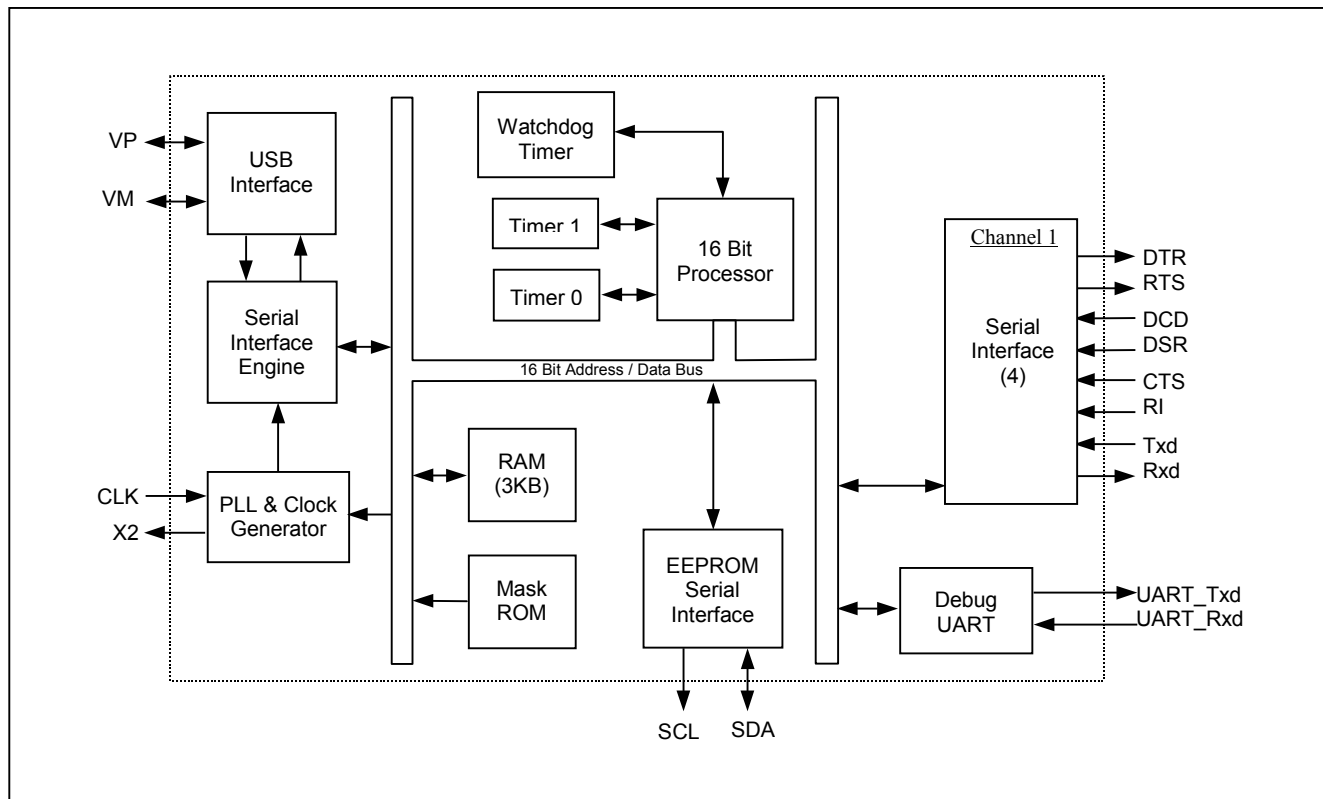 VP
VM
USB
Interface
Serial
Interface
Engine
CLK
X2
PLL & Clock
Generator
Watchdog
Timer
Timer 1
Timer 0
16 Bit
Processor
16 Bit Address / Data Bus
RAM
(3KB)
Mask
ROM
EEPROM
Serial
Interface
SCL
SDA
Channel 1
Serial
Interface
(4)
DTR
RTS
DCD
DSR
CTS
RI
Txd
Rxd
Debug
UART
UART_Txd
UART_Rxd